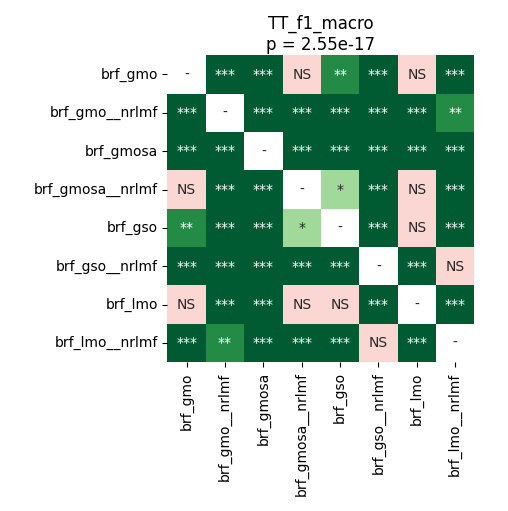 TT_f1_macro
p = 2.55e-17
brf_gmo - *** *** NS ** *** NS ***
brf_gmo__nrlmf *** - *** *** *** *** *** **
brf_gmosa *** *** - *** *** *** *** ***
brf_gmosa__nrlmf NS *** *** - * *** NS ***
brf_gso ** *** *** * - *** NS ***
brf_gso__nrlmf *** *** *** *** *** - *** NS
brf_lmo NS *** *** NS NS *** - ***
brf_lmo__nrlmf *** ** *** *** *** NS *** -
brf_gmo
brf_gmo__nrlmf
brf_gmosa
brf_gmosa__nrlmf
brf_gso
brf_gso__nrlmf
brf_lmo
brf_lmo__nrlmf